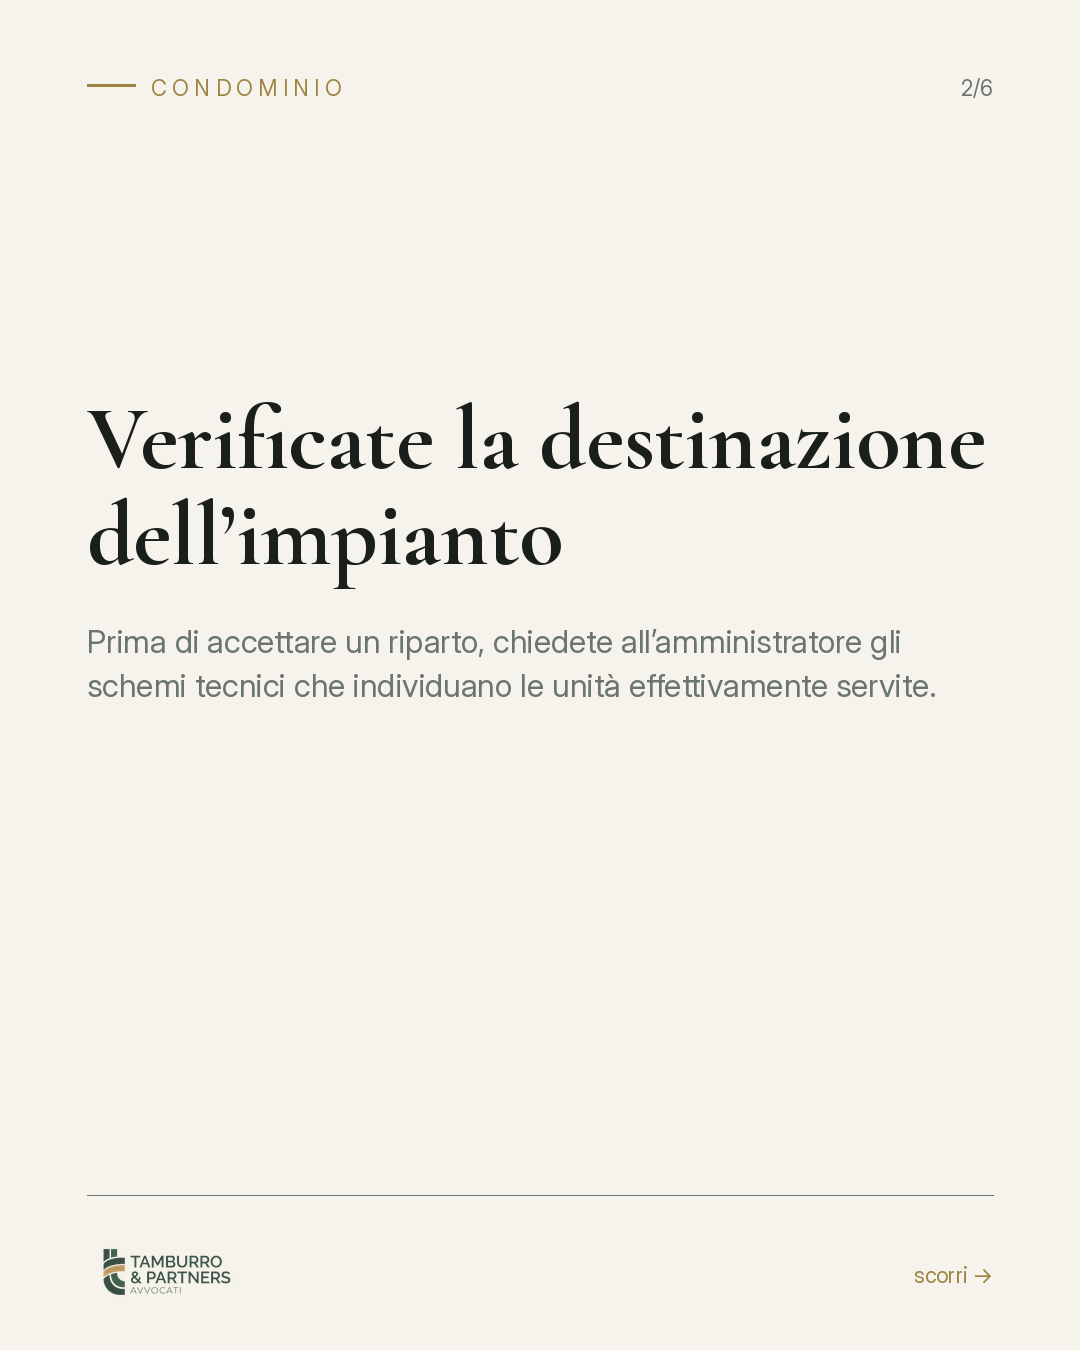 CONDOMINIO
2/6
Verificate la destinazione
dell’impianto
Prima di accettare un riparto, chiedete all’amministratore gli
schemi tecnici che individuano le unità effettivamente servite.
TAMBURRO
& PARTNERS
AVVOCATI
scorri →